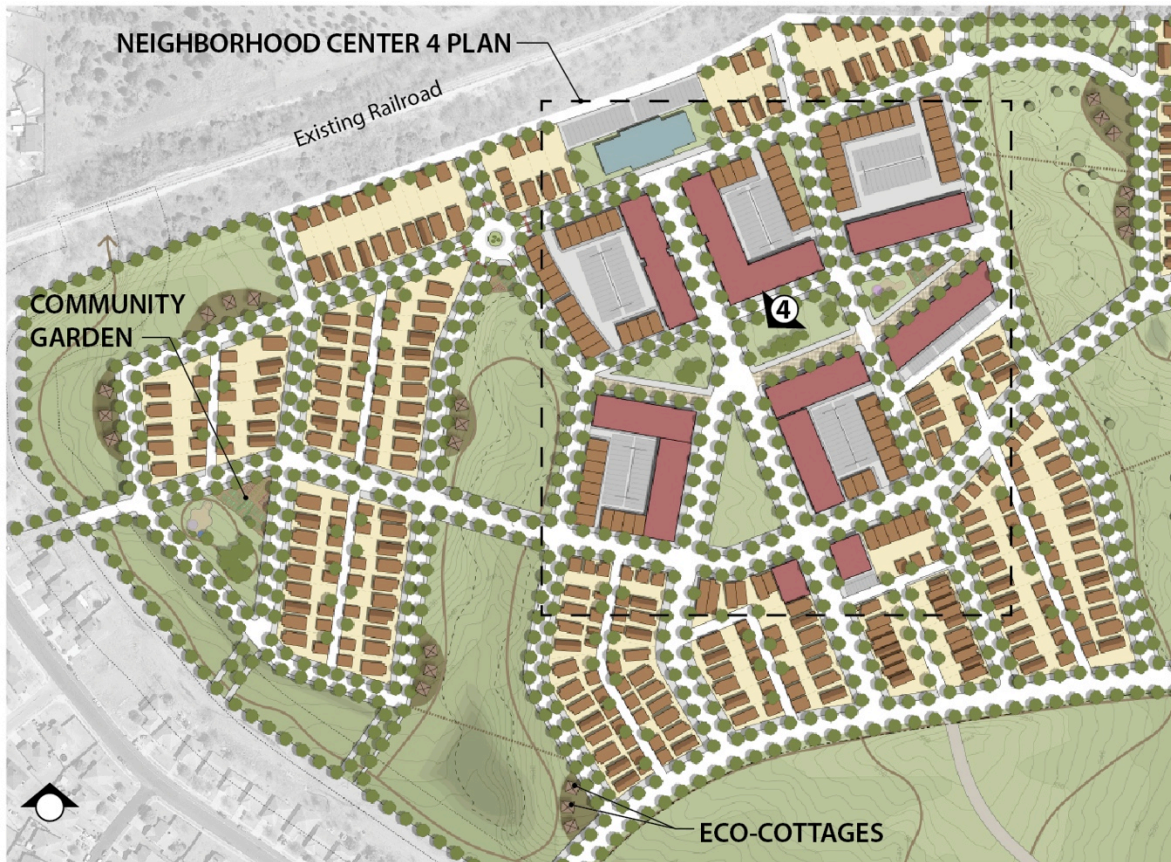 NEIGHBORHOOD CENTER 4 PLAN
Existing Railroad
COMMUNITY
GARDEN
4
ECO-COTTAGES